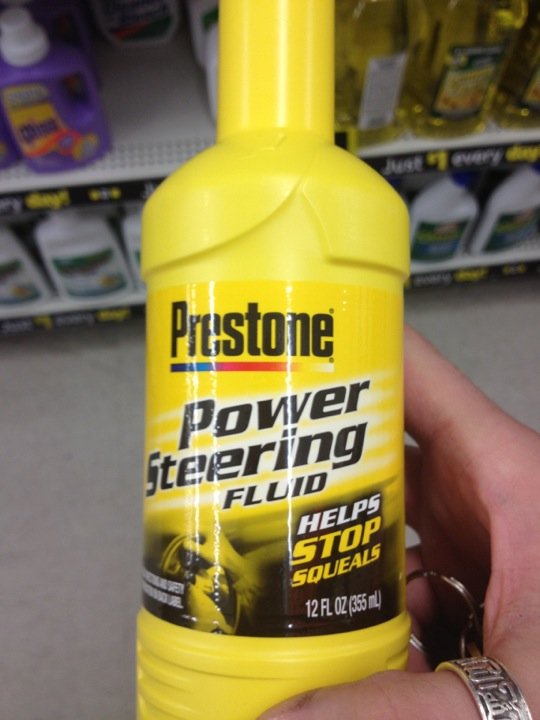 Just $1 every day
Prestone
Power
Steering
FLUID
HELPS
STOP
SQUEALS
12 FL OZ (355 mL)